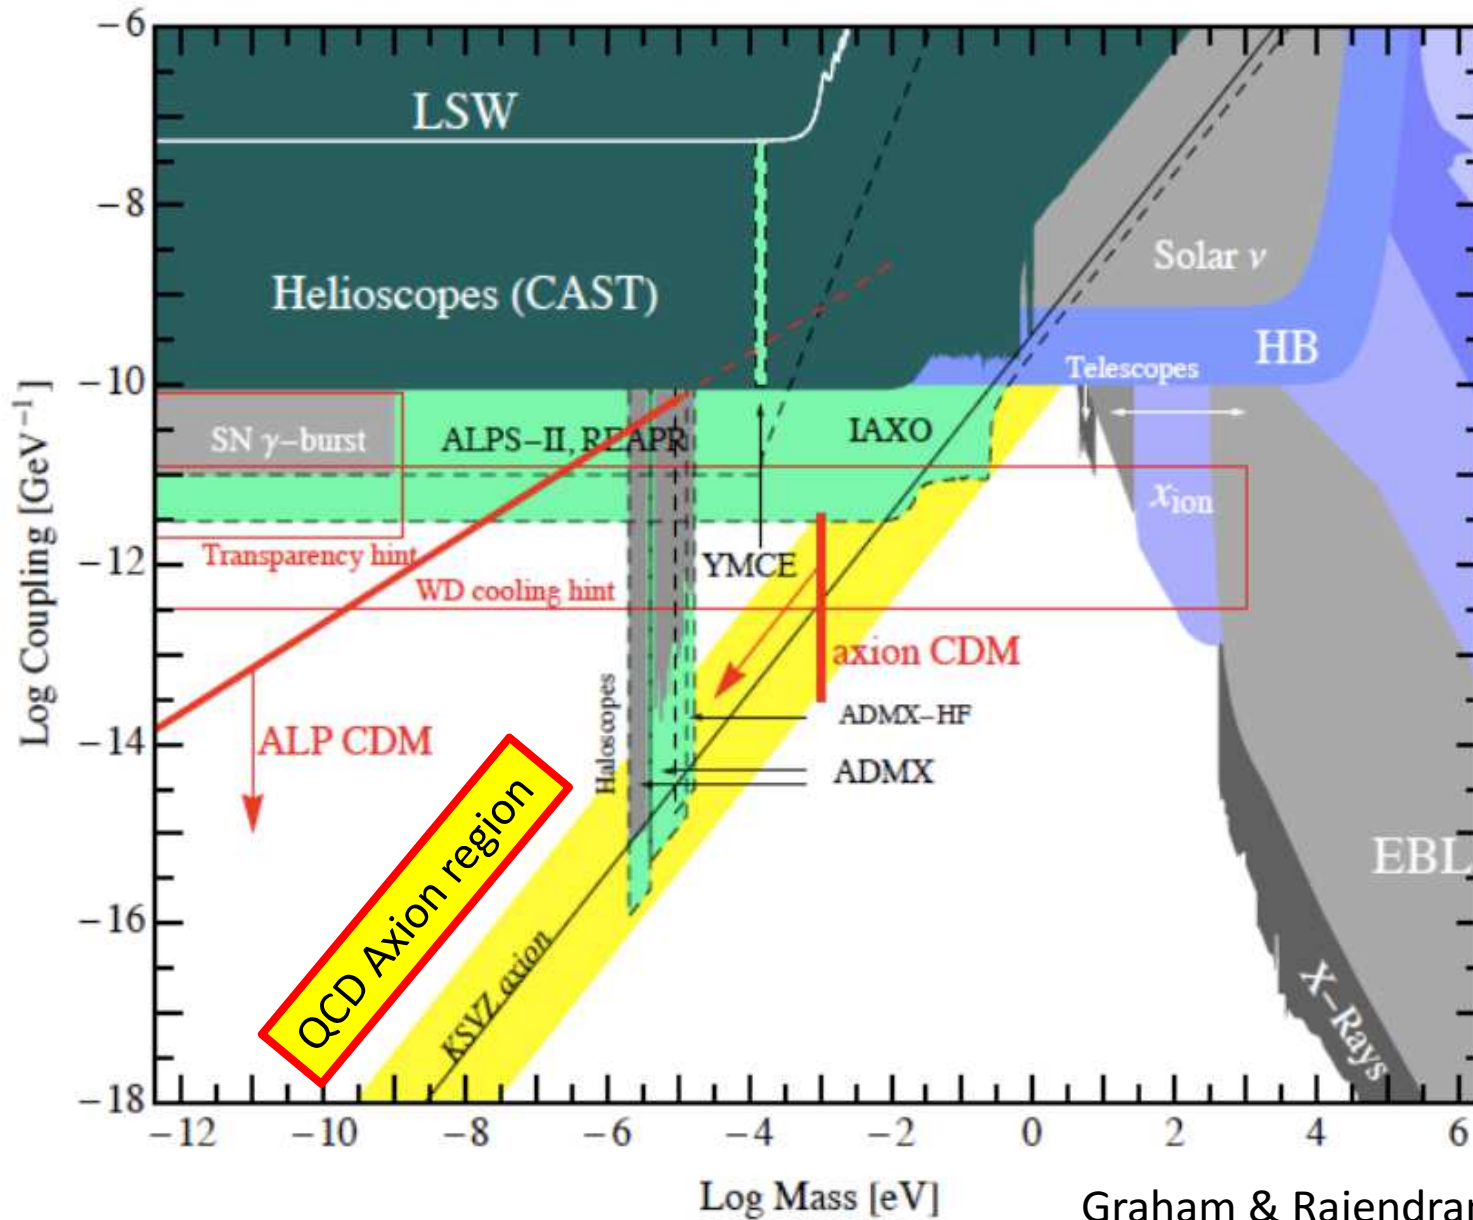 −6
−8
−10
−12
−14
−16
−18
Log Coupling [GeV⁻¹]
LSW
Helioscopes (CAST)
Solar ν
HB
Telescopes
SN γ−burst
ALPS−II, REAPR
IAXO
xion
Transparency hint
YMCE
WD cooling hint
axion CDM
Haloscopes
ADMX−HF
ALP CDM
ADMX
QCD Axion region
KSVZ axion
EBL
X−Rays
−12 −10 −8 −6 −4 −2 0 2 4 6
Log Mass [eV]
Graham & Rajendran